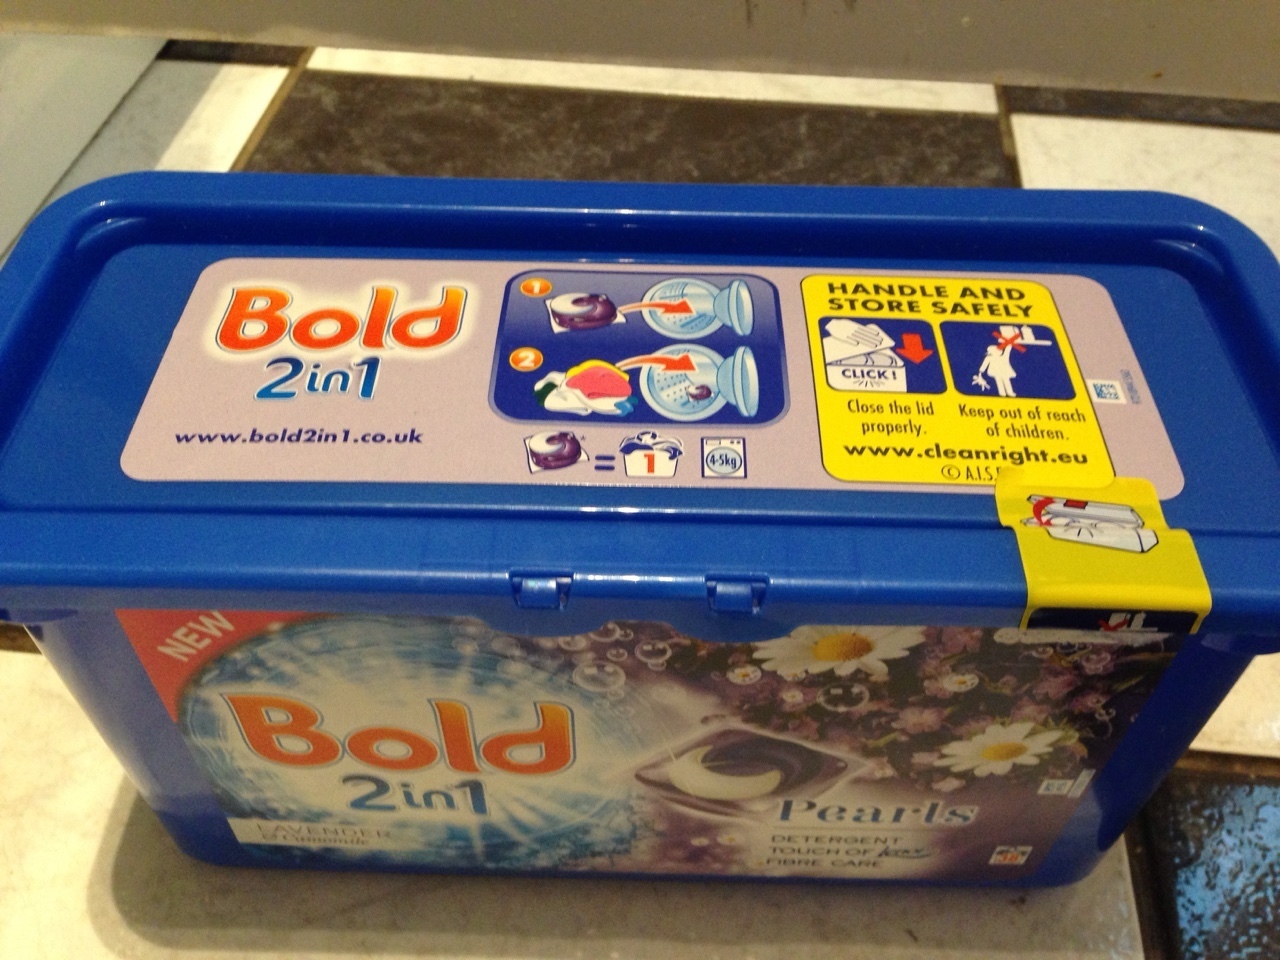 Bold
2in1
www.bold2in1.co.uk
1
2
= 1 4-5kg
HANDLE AND
STORE SAFELY
CLICK!
Close the lid
properly.
Keep out of reach
of children.
www.cleanright.eu
© A.I.S.
NEW
Bold
2in1
LAVENDER
& Camomile
Pearls
DETERGENT
TOUCH OF Lenor
FIBRE CARE